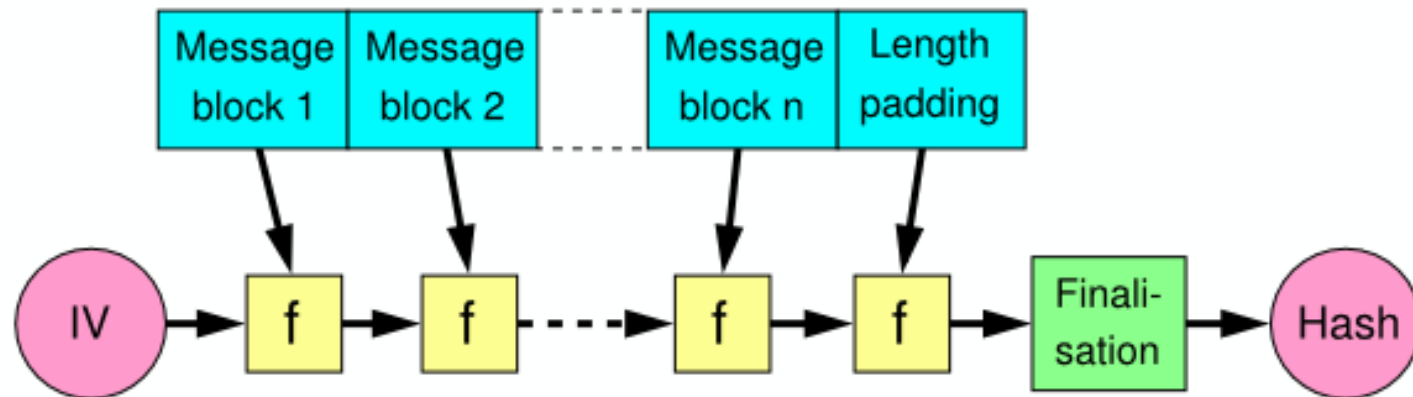 Message
block 1
Message
block 2
Message
block n
Length
padding
IV
f
f
f
f
Finali-
sation
Hash